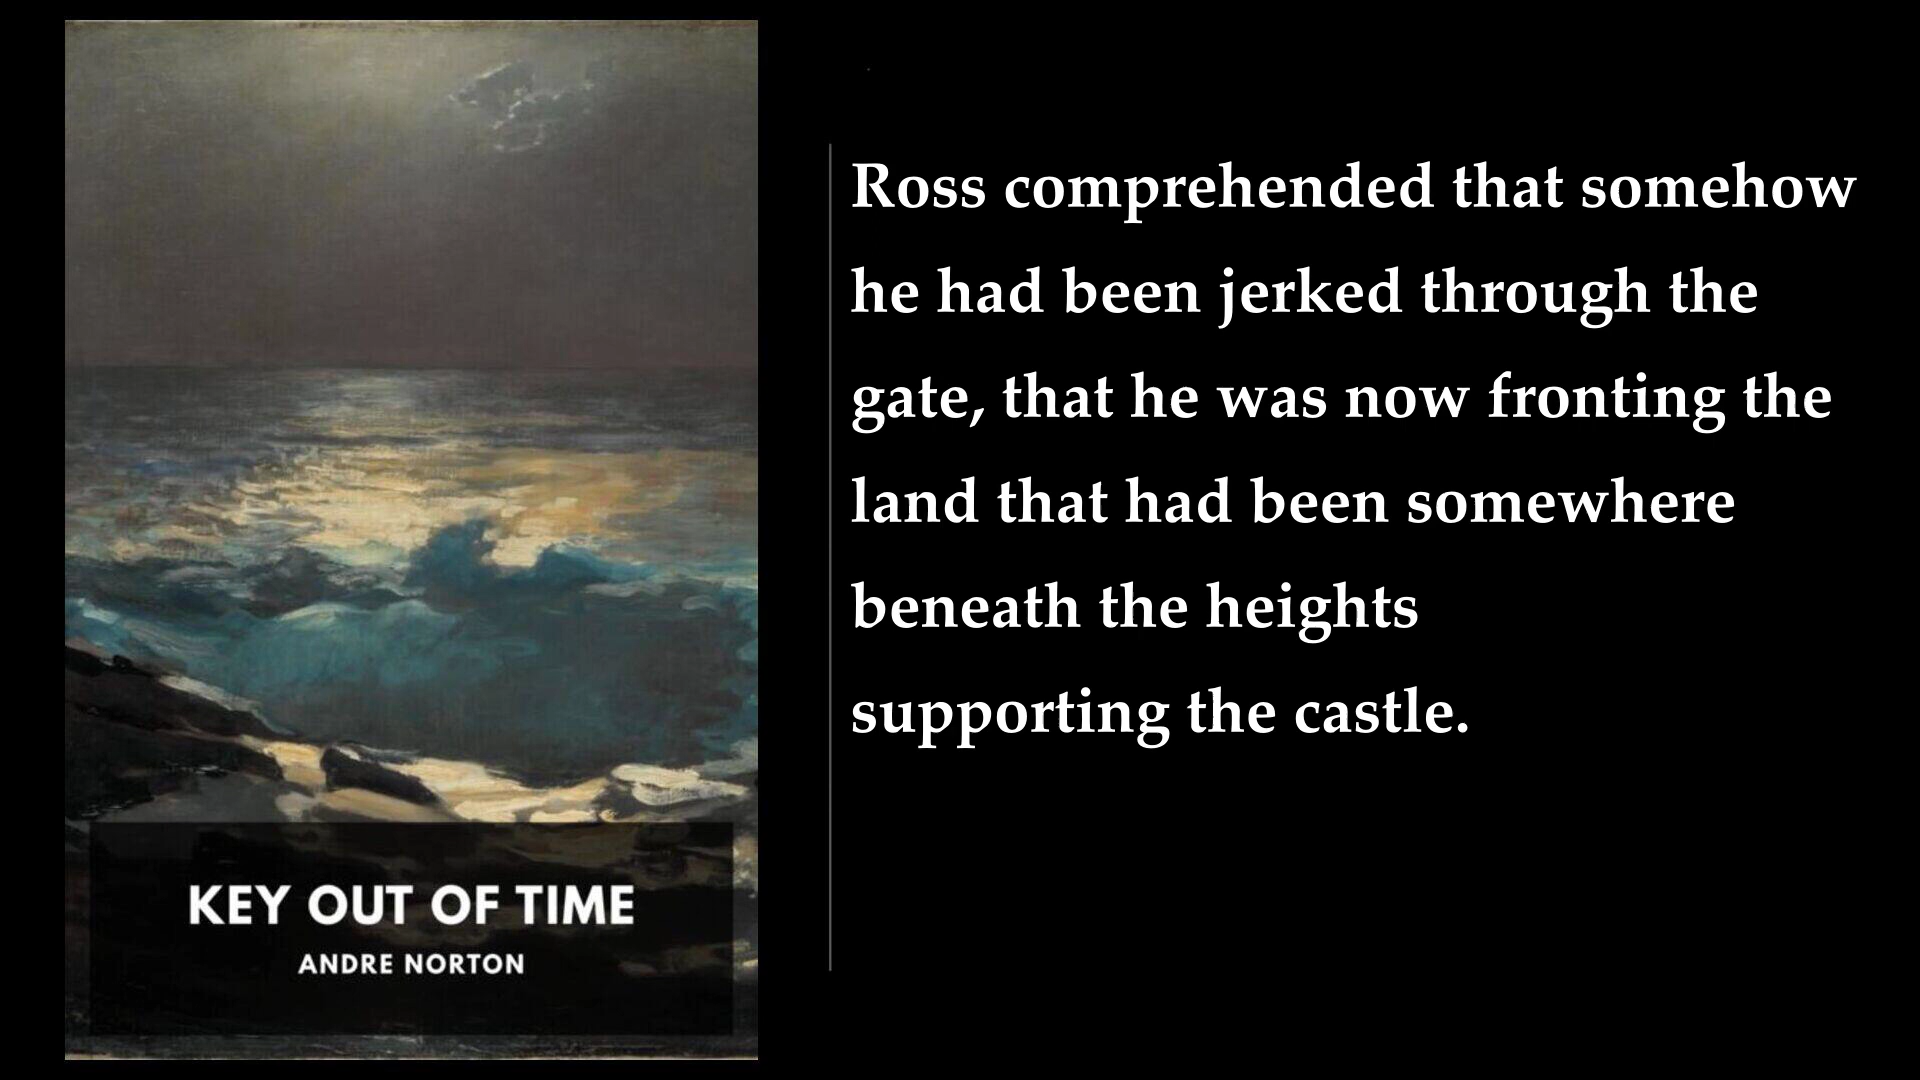 Ross comprehended that somehow
he had been jerked through the
gate, that he was now fronting the
land that had been somewhere
beneath the heights
supporting the castle.
KEY OUT OF TIME
ANDRE NORTON